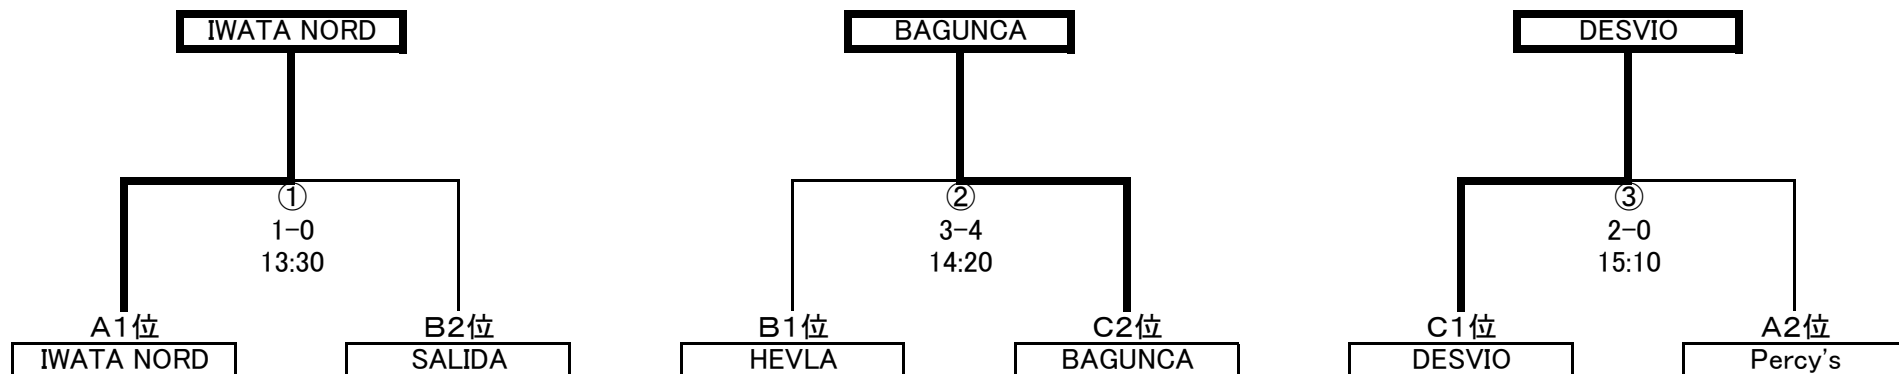 IWATA NORD
BAGUNCA
DESVIO
①
1-0
13:30
②
3-4
14:20
③
2-0
15:10
A1位
B2位
B1位
C2位
C1位
A2位
IWATA NORD
SALIDA
HEVLA
BAGUNCA
DESVIO
Percy's